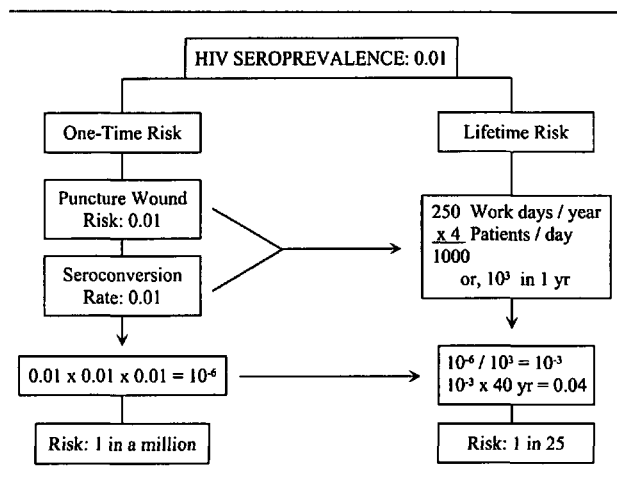 HIV SEROPREVALENCE: 0.01
One-Time Risk
Puncture Wound
Risk: 0.01
Seroconversion
Rate: 0.01
0.01 x 0.01 x 0.01 = 10⁻⁶
Risk: 1 in a million
Lifetime Risk
250 Work days / year
x 4 Patients / day
1000
or, 10³ in 1 yr
10⁻⁶ / 10³ = 10⁻³
10⁻³ x 40 yr = 0.04
Risk: 1 in 25